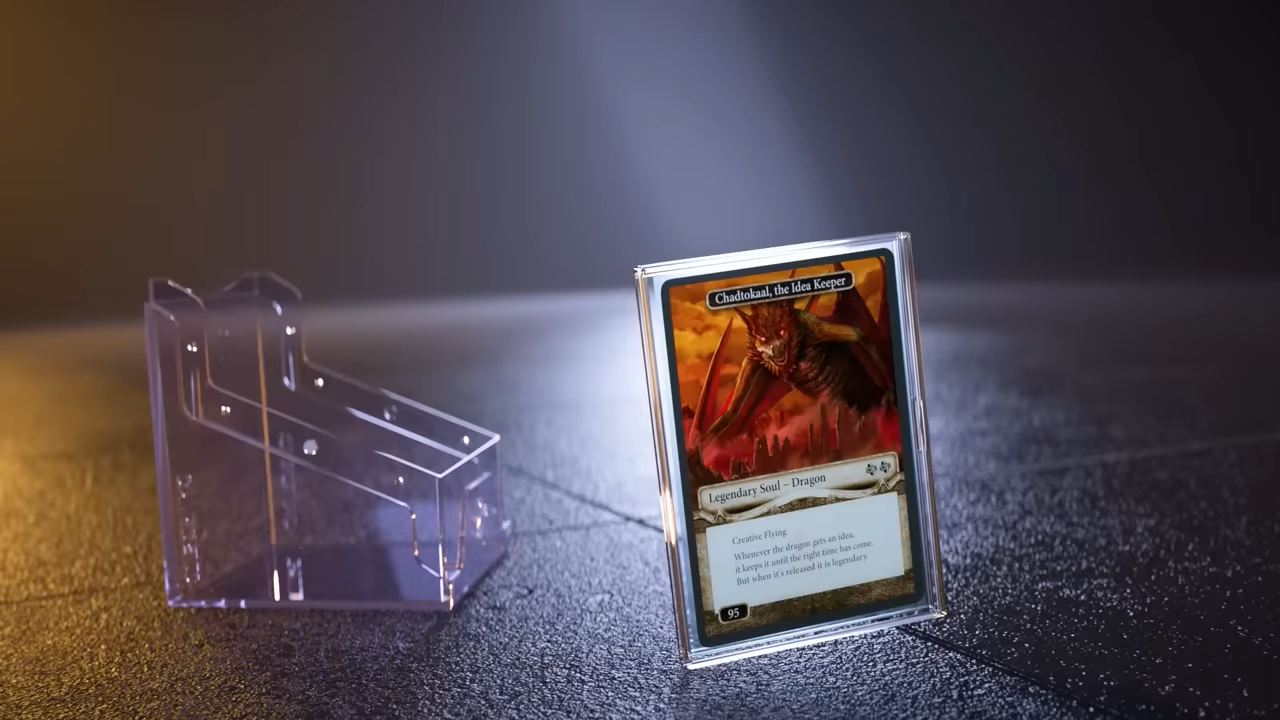 Chadtokaal, the Idea Keeper
Legendary Soul – Dragon
Creative Flying
Whenever the dragon gets an idea,
it keeps it until the right time has come.
But when it's released it is legendary.
95